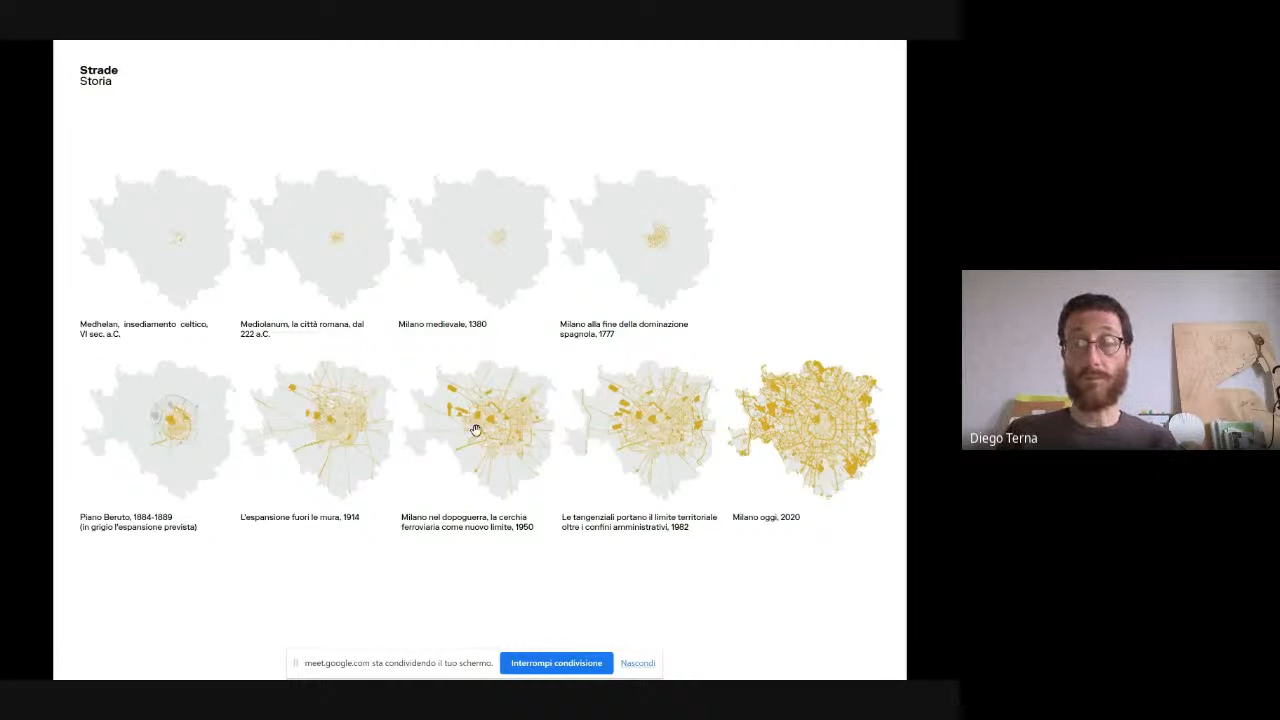 Strade
Storia
Medhelan, insediamento celtico,
VI sec. a.C.
Mediolanum, la città romana, dal
222 a.C.
Milano medievale, 1380
Milano alla fine della dominazione
spagnola, 1777
Piano Beruto, 1884-1889
(in grigio l'espansione prevista)
L'espansione fuori le mura, 1914
Milano nel dopoguerra, la cerchia
ferroviaria come nuovo limite, 1950
Le tangenziali portano il limite territoriale
oltre i confini amministrativi, 1982
Milano oggi, 2020
Diego Terna
meet.google.com sta condividendo il tuo schermo.
Interrompi condivisione
Nascondi